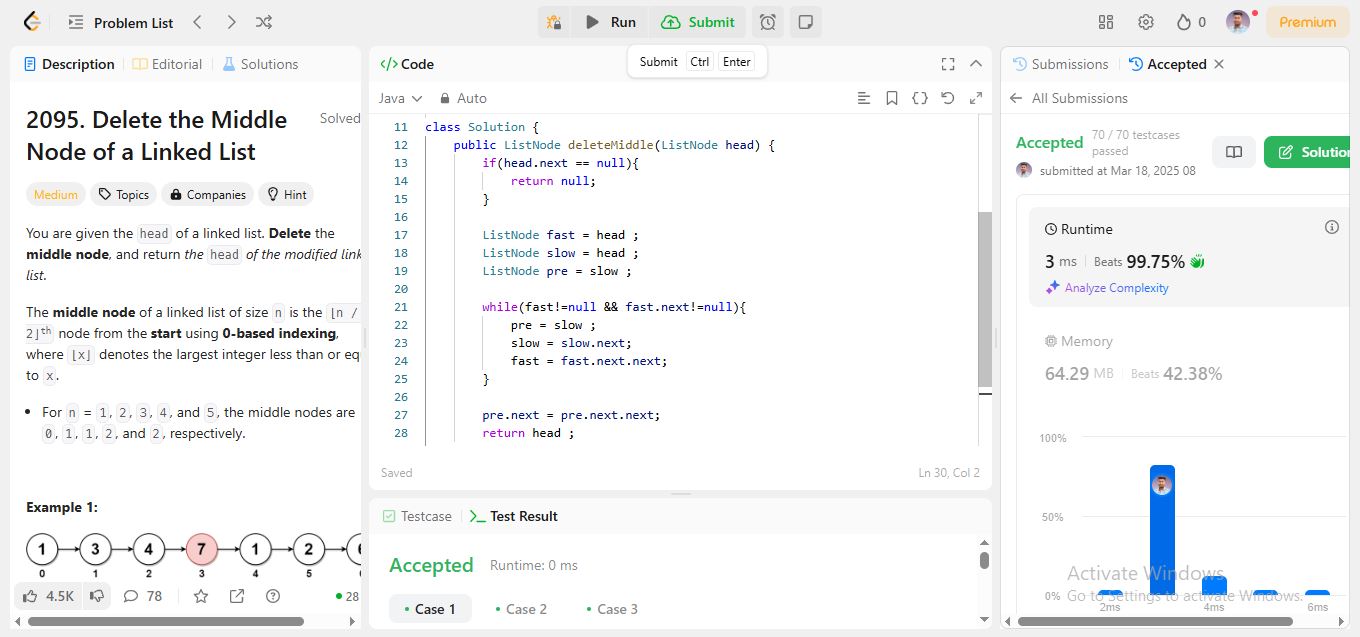 Problem List
Run
Submit
0
Premium
Submit Ctrl Enter
Description
Editorial
Solutions
2095. Delete the Middle
Node of a Linked List
Solved
Medium
Topics
Companies
Hint
You are given the head of a linked list. Delete the
middle node, and return the head of the modified link
list.
The middle node of a linked list of size n is the ⌊n /
2⌋th node from the start using 0-based indexing,
where ⌊x⌋ denotes the largest integer less than or eq
to x.
• For n = 1, 2, 3, 4, and 5, the middle nodes are
0, 1, 1, 2, and 2, respectively.
Example 1:
1 3 4 7 1 2 6
0 1 2 3 4 5
4.5K
78
28
</>Code
Java
Auto
11 class Solution {
12 public ListNode deleteMiddle(ListNode head) {
13 if(head.next == null){
14 return null;
15 }
16
17 ListNode fast = head ;
18 ListNode slow = head ;
19 ListNode pre = slow ;
20
21 while(fast!=null && fast.next!=null){
22 pre = slow ;
23 slow = slow.next;
24 fast = fast.next.next;
25 }
26
27 pre.next = pre.next.next;
28 return head ;
Saved
Ln 30, Col 2
Testcase
Test Result
Accepted
Runtime: 0 ms
• Case 1
• Case 2
• Case 3
Submissions
Accepted
All Submissions
Accepted
70 / 70 testcases
passed
submitted at Mar 18, 2025 08
Solution
Runtime
3 ms
Beats 99.75%
Analyze Complexity
Memory
64.29 MB
Beats 42.38%
100%
50%
0%
2ms
4ms
6ms
Activate Windows
Go to Settings to activate Windows.